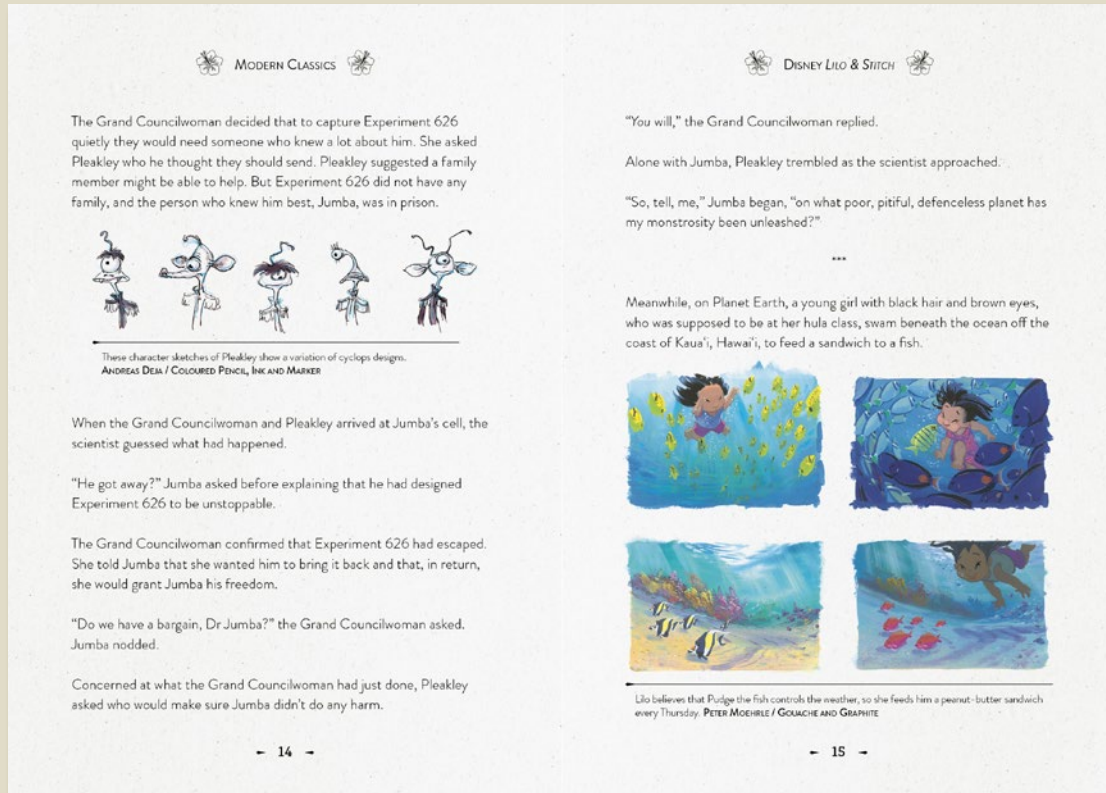 MODERN CLASSICS
The Grand Councilwoman decided that to capture Experiment 626
quietly they would need someone who knew a lot about him. She asked
Pleakley who he thought they should send. Pleakley suggested a family
member might be able to help. But Experiment 626 did not have any
family, and the person who knew him best, Jumba, was in prison.
These character sketches of Pleakley show a variation of cyclops designs.
ANDREAS DEJA / COLOURED PENCIL, INK AND MARKER
When the Grand Councilwoman and Pleakley arrived at Jumba's cell, the
scientist guessed what had happened.
“He got away?” Jumba asked before explaining that he had designed
Experiment 626 to be unstoppable.
The Grand Councilwoman confirmed that Experiment 626 had escaped.
She told Jumba that she wanted him to bring it back and that, in return,
she would grant Jumba his freedom.
“Do we have a bargain, Dr Jumba?” the Grand Councilwoman asked.
Jumba nodded.
Concerned at what the Grand Councilwoman had just done, Pleakley
asked who would make sure Jumba didn't do any harm.
14
DISNEY LILO & STITCH
“You will,” the Grand Councilwoman replied.
Alone with Jumba, Pleakley trembled as the scientist approached.
“So, tell, me,” Jumba began, “on what poor, pitiful, defenceless planet has
my monstrosity been unleashed?”
***
Meanwhile, on Planet Earth, a young girl with black hair and brown eyes,
who was supposed to be at her hula class, swam beneath the ocean off the
coast of Kaua'i, Hawai'i, to feed a sandwich to a fish.
Lilo believes that Pudge the fish controls the weather, so she feeds him a peanut-butter sandwich
every Thursday. PETER MOEHRLE / GOUACHE AND GRAPHITE
15